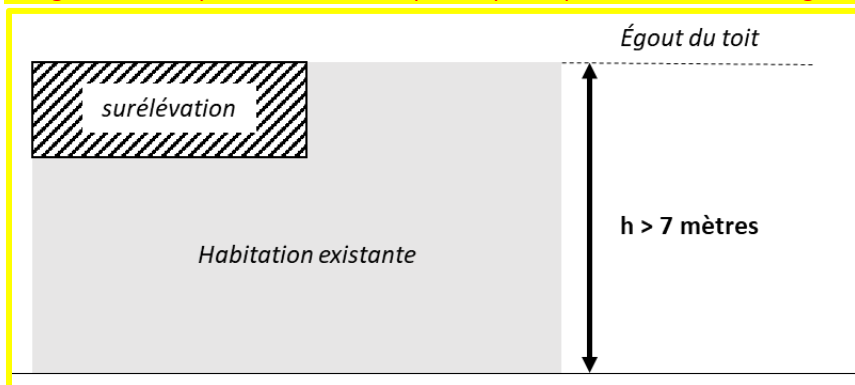 Égout du toit
surélévation
h > 7 mètres
Habitation existante